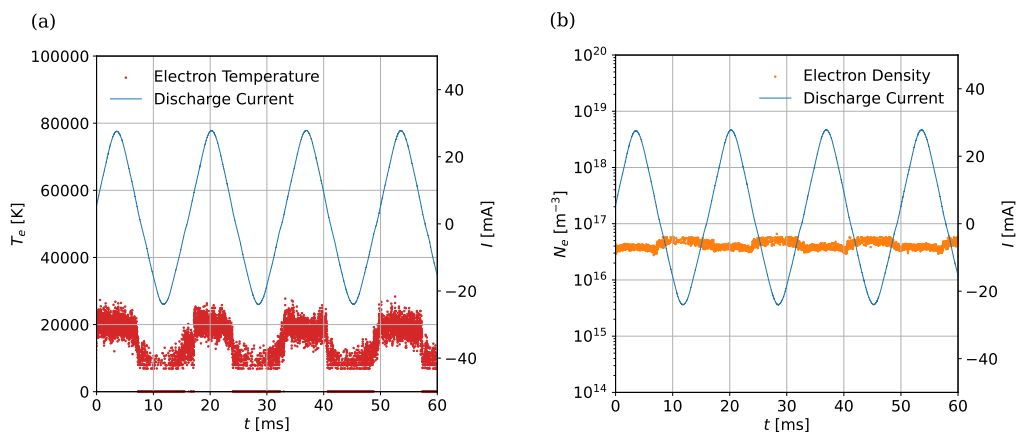 (a)
Electron Temperature
Discharge Current
100000
80000
60000
40000
20000
0
T_e [K]
40
20
0
−20
−40
I [mA]
0 10 20 30 40 50 60
t [ms]
(b)
Electron Density
Discharge Current
10^20
10^19
10^18
10^17
10^16
10^15
10^14
N_e [m^−3]
40
20
0
−20
−40
I [mA]
0 10 20 30 40 50 60
t [ms]